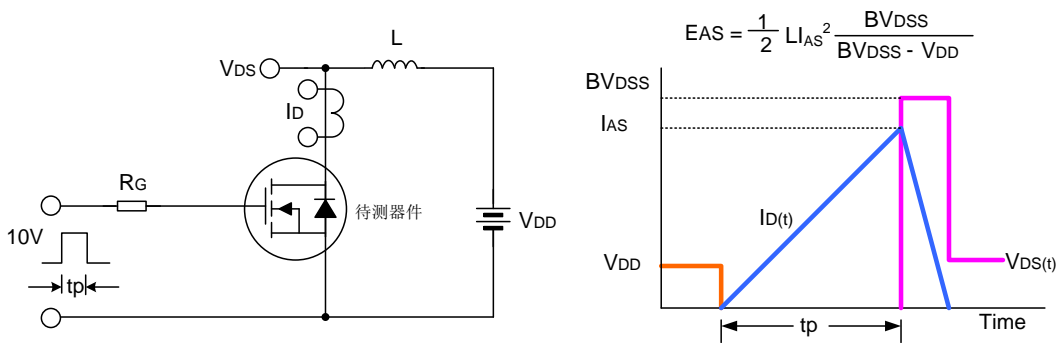 L
VDS
ID
RG
待测器件
10V
VDD
tp
EAS = 1/2 LIAS² BVDSS / BVDSS - VDD
BVDSS
IAS
ID(t)
VDD
VDS(t)
tp
Time